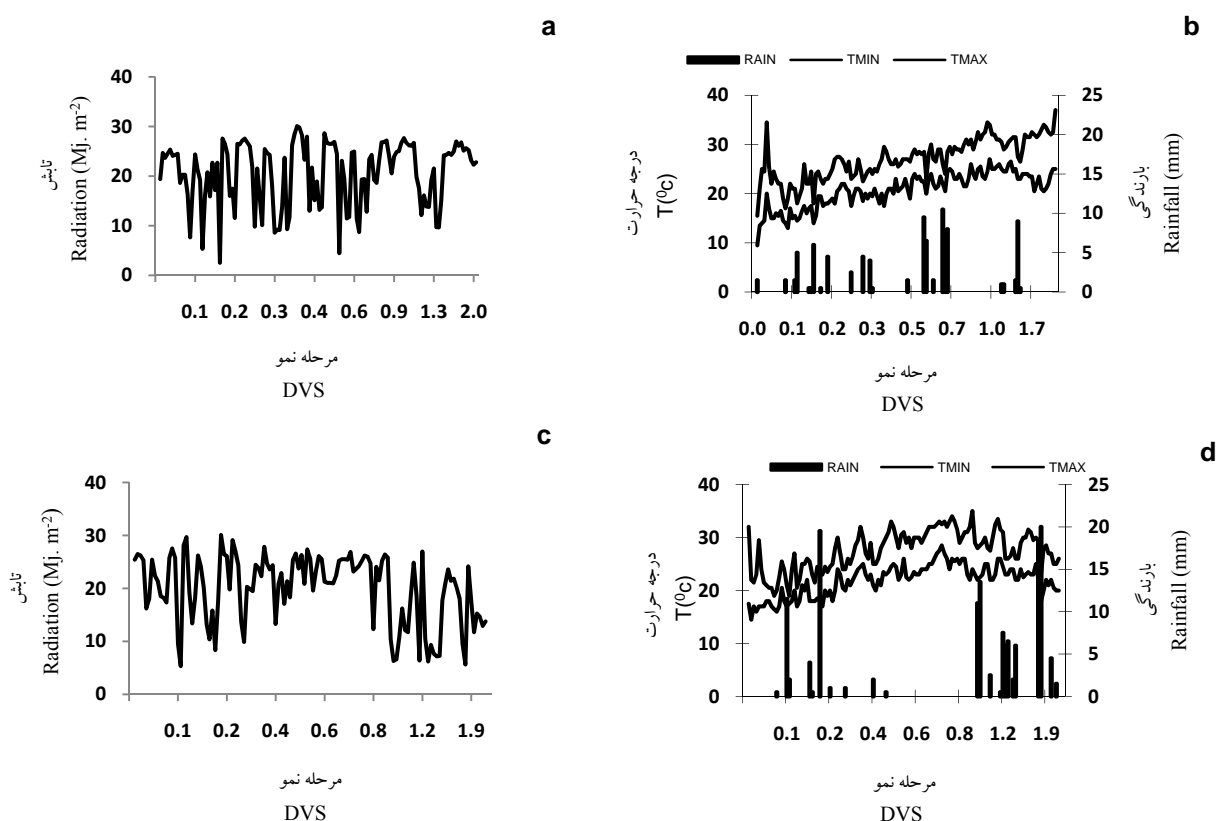 a
40
30
20
10
0
تابش
Radiation (Mj. m-2)
0.1 0.2 0.3 0.4 0.6 0.9 1.3 2.0
مرحله نمو
DVS
b
RAIN TMIN TMAX
40
30
20
10
0
25
20
15
10
5
0
درجه حرارت
T(0c)
بارندگی
Rainfall (mm)
0.0 0.1 0.2 0.3 0.5 0.7 1.0 1.7
مرحله نمو
DVS
c
40
30
20
10
0
تابش
Radiation (Mj. m-2)
0.1 0.2 0.4 0.6 0.8 1.2 1.9
مرحله نمو
DVS
d
RAIN TMIN TMAX
40
30
20
10
0
25
20
15
10
5
0
درجه حرارت
T(0c)
بارندگی
Rainfall (mm)
0.1 0.2 0.4 0.6 0.8 1.2 1.9
مرحله نمو
DVS